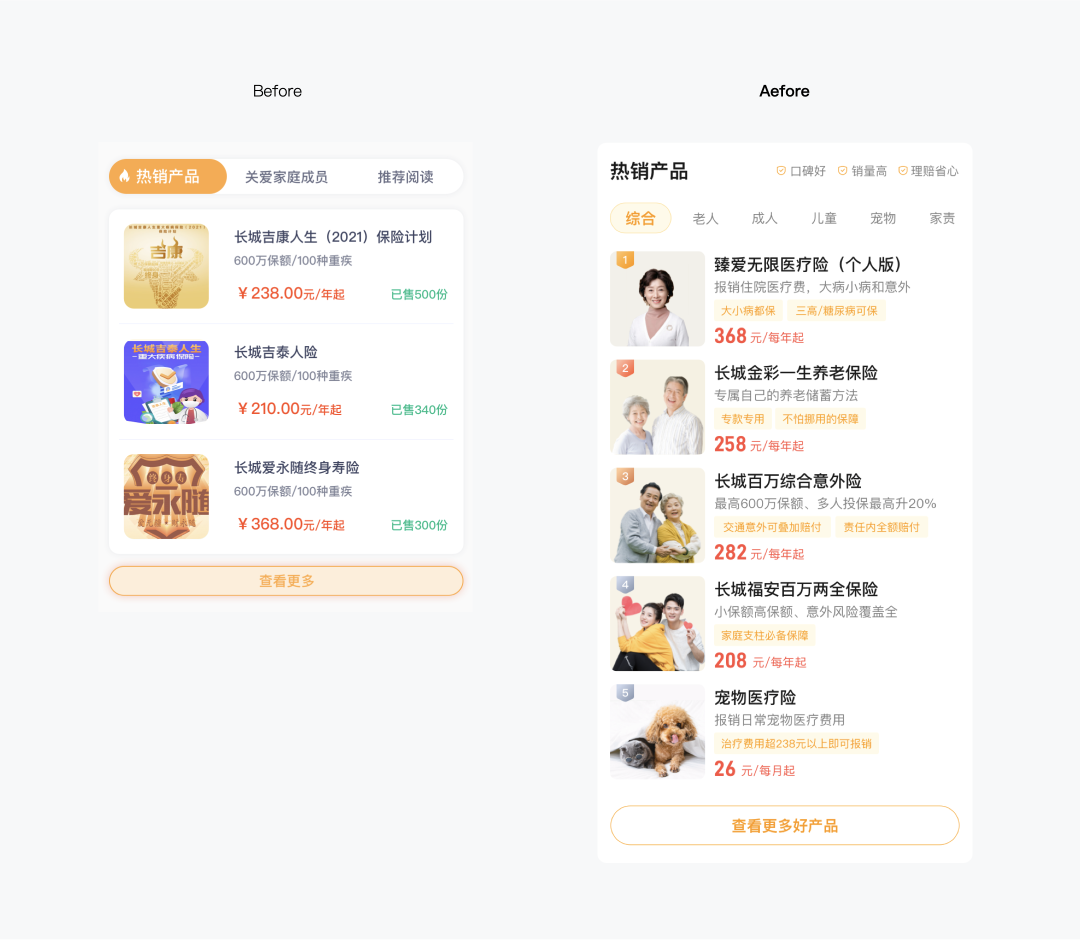 Before
Aefore
热销产品
关爱家庭成员
推荐阅读
吉康
长城吉康人生（2021）保险计划
600万保额/100种重疾
￥238.00元/年起
已售500份
长城吉泰人生
重大疾病保险
长城吉泰人险
600万保额/100种重疾
￥210.00元/年起
已售340份
终身寿
爱永随
长城爱永随终身寿险
600万保额/100种重疾
￥368.00元/年起
已售300份
查看更多
热销产品
口碑好
销量高
理赔省心
综合
老人
成人
儿童
宠物
家责
1
臻爱无限医疗险（个人版）
报销住院医疗费，大病小病和意外
大小病都保
三高/糖尿病可保
368 元/每年起
2
长城金彩一生养老保险
专属自己的养老储蓄方法
专款专用
不怕挪用的保障
258 元/每年起
3
长城百万综合意外险
最高600万保额、多人投保最高升20%
交通意外可叠加赔付
责任内全额赔付
282 元/每年起
4
长城福安百万两全保险
小保额高保额、意外风险覆盖全
家庭支柱必备保障
208 元/每年起
5
宠物医疗险
报销日常宠物医疗费用
治疗费用超238元以上即可报销
26 元/每月起
查看更多好产品